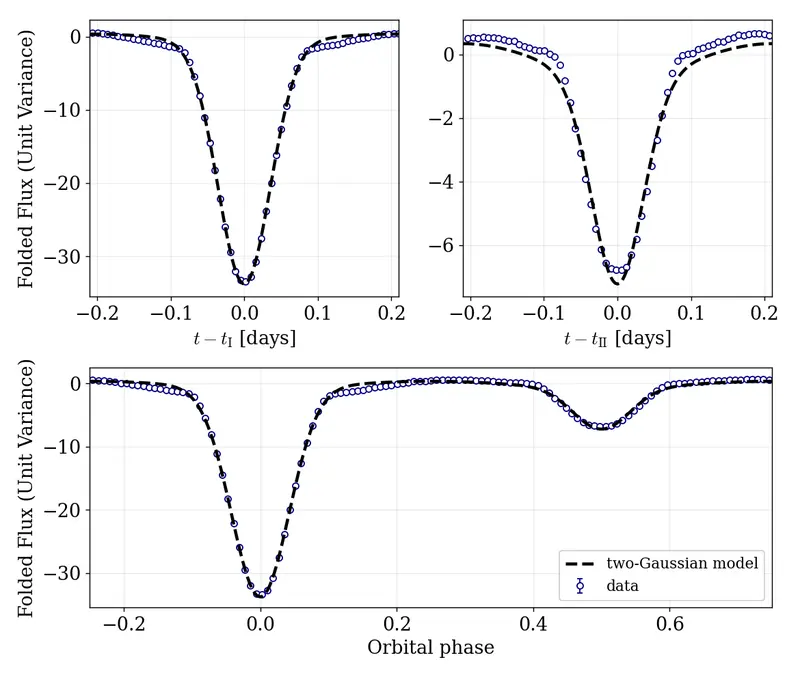 Folded Flux (Unit Variance)
0
−10
−20
−30
−0.2 −0.1 0.0 0.1 0.2
t − tI [days]
0
−2
−4
−6
−0.2 −0.1 0.0 0.1 0.2
t − tII [days]
Folded Flux (Unit Variance)
0
−10
−20
−30
two-Gaussian model
data
−0.2 0.0 0.2 0.4 0.6
Orbital phase